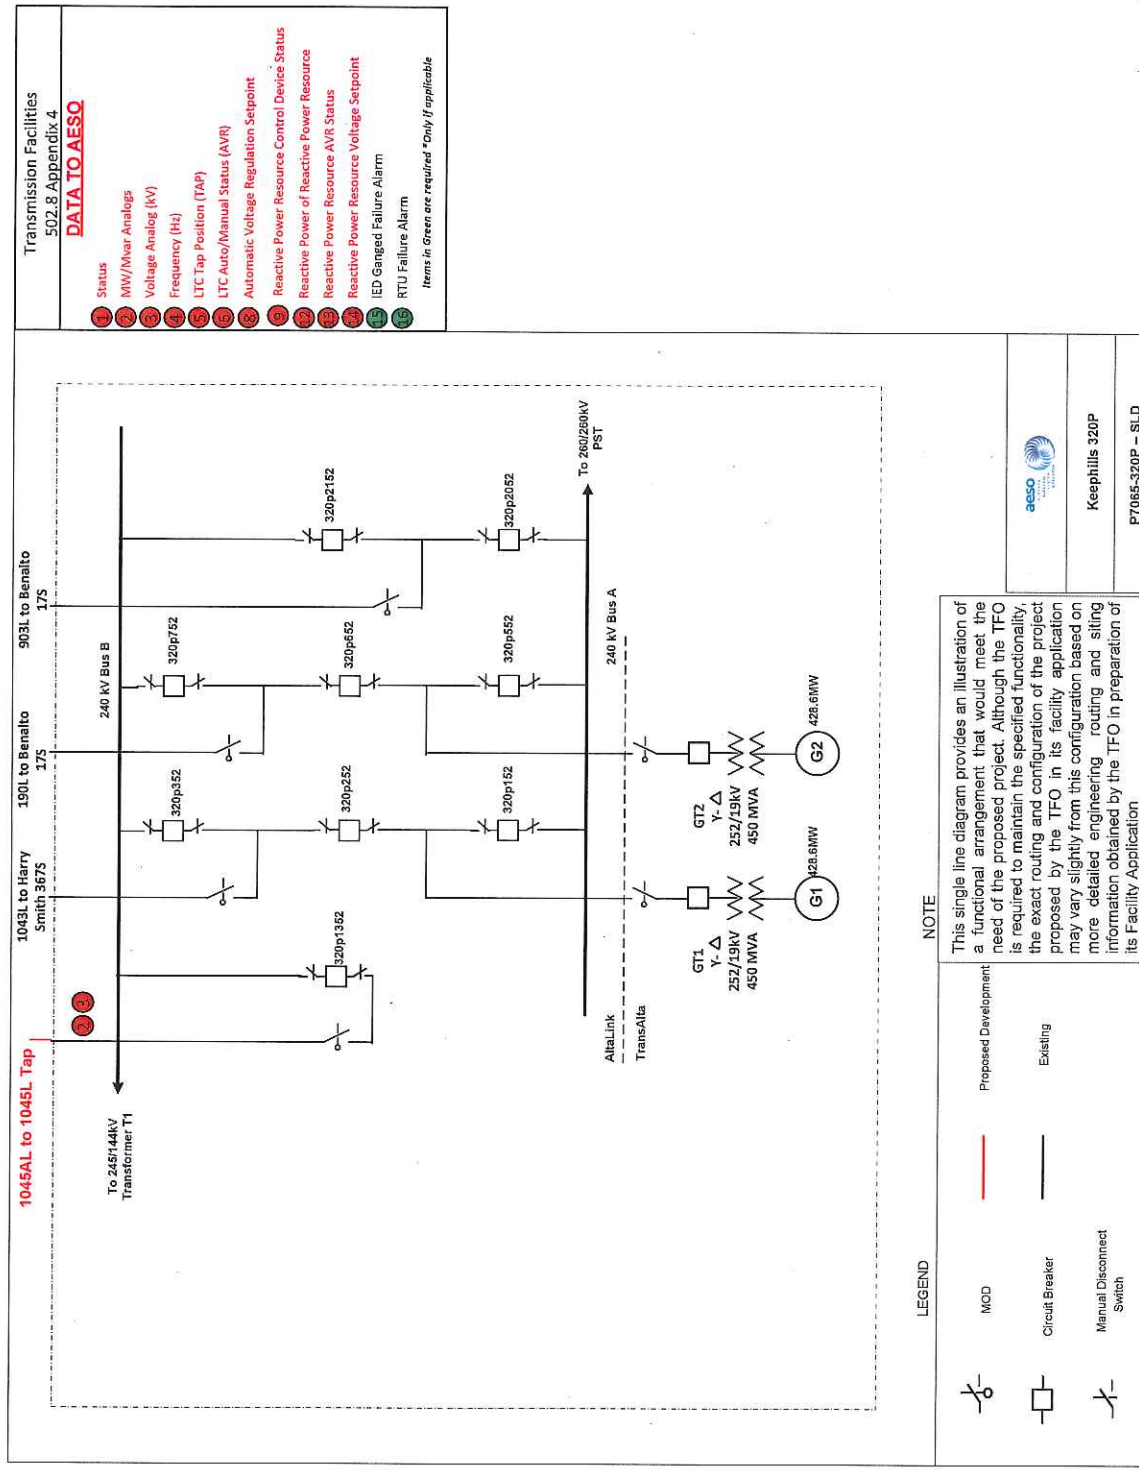 Transmission Facilities
502.8 Appendix 4
DATA TO AESO
1 Status
2 MW/Mvar Analogs
3 Voltage Analog (kV)
4 Frequency (Hz)
5 LTC Tap Position (TAP)
6 LTC Auto/Manual Status (AVR)
8 Automatic Voltage Regulation Setpoint
9 Reactive Power Resource Control Device Status
12 Reactive Power of Reactive Power Resource
13 Reactive Power Resource AVR Status
14 Reactive Power Resource Voltage Setpoint
15 IED Ganged Failure Alarm
16 RTU Failure Alarm
Items in Green are required *Only if applicable
1045AL to 1045L Tap
2 3
1043L to Harry
Smith 367S
190L to Benalto
17S
903L to Benalto
17S
To 245/144kV
Transformer T1
240 kV Bus B
320p1352
320p352
320p252
320p152
320p752
320p652
320p552
320p2152
320p2052
To 260/260kV
PST
240 kV Bus A
AltaLink
TransAlta
GT1
Y- Δ
252/19kV
450 MVA
G1
428.6MW
GT2
Y- Δ
252/19kV
450 MVA
G2
428.6MW
LEGEND
MOD
Circuit Breaker
Manual Disconnect
Switch
Proposed Development
Existing
NOTE
This single line diagram provides an illustration of
a functional arrangement that would meet the
need of the proposed project. Although the TFO
is required to maintain the specified functionality,
the exact routing and configuration of the project
proposed by the TFO in its facility application
may vary slightly from this configuration based on
more detailed engineering routing and siting
information obtained by the TFO in preparation of
its Facility Application
aeso
Keephills 320P
P7065-320P – SLD